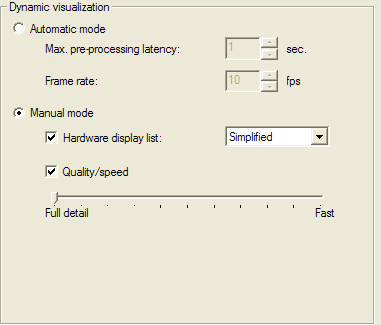 Dynamic visualization
Automatic mode
Max. pre-processing latency: 1 sec.
Frame rate: 10 fps
Manual mode
Hardware display list: Simplified
Quality/speed
Full detail Fast